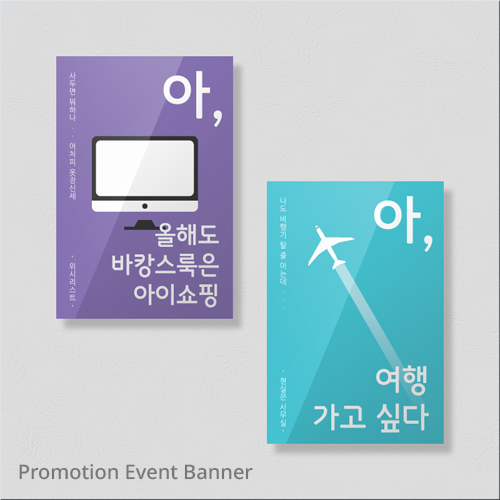 아,
사두면 뭐하나 . . 어차피 옷장신세
올해도
바캉스룩은
아이쇼핑
- 위시리스트 -
아,
나도 비행기 탈 줄 아는데 . . .
여행
가고 싶다
- 현실은 사무실 -
Promotion Event Banner